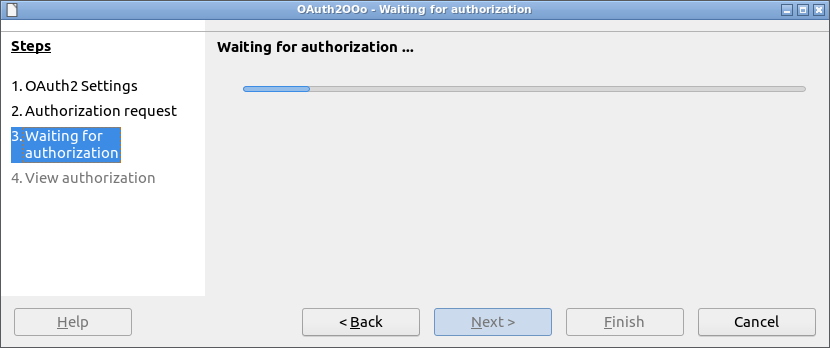 OAuth2OOo - Waiting for authorization
Steps
1. OAuth2 Settings
2. Authorization request
3. Waiting for
authorization
4. View authorization
Waiting for authorization ...
Help
< Back
Next >
Finish
Cancel